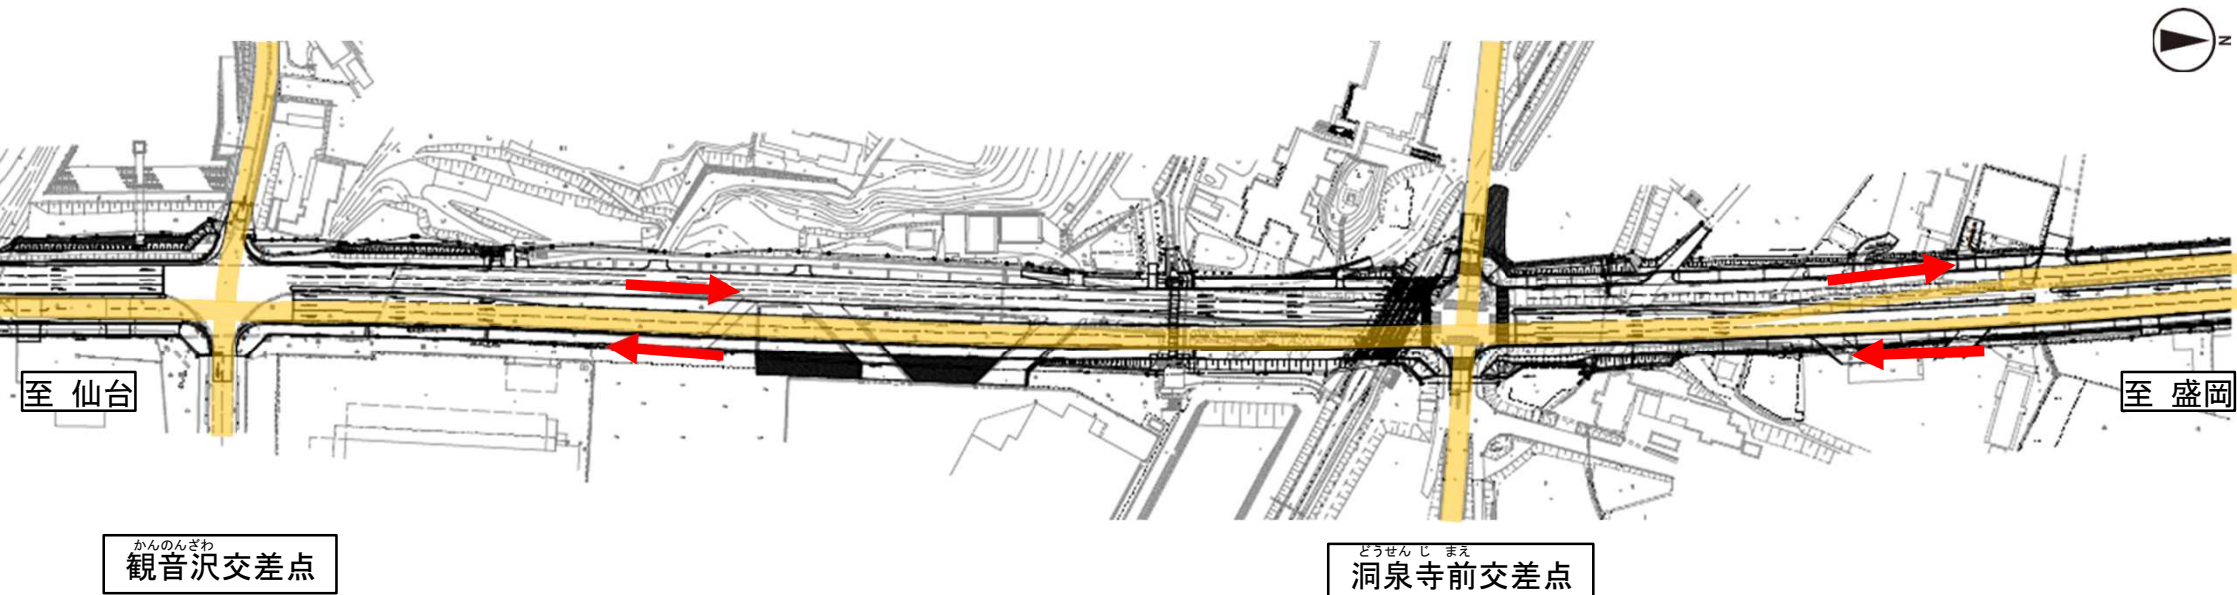 N
至 仙台
至 盛岡
かんのんざわ
観音沢交差点
どうせん じ まえ
洞泉寺前交差点